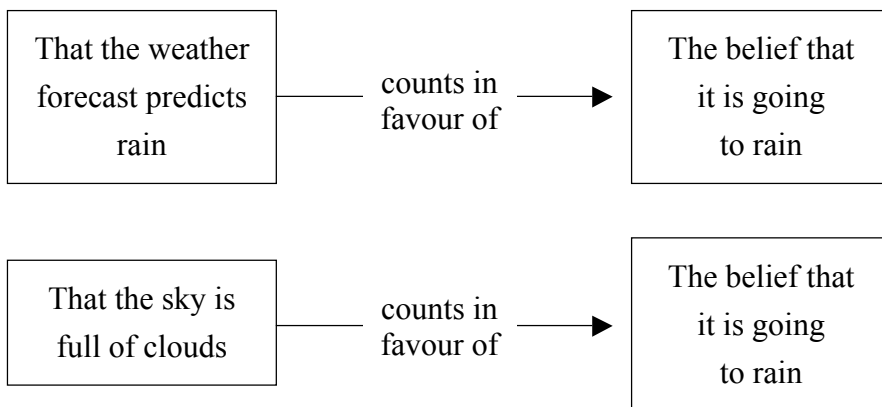 That the weather
forecast predicts
rain
counts in
favour of
The belief that
it is going
to rain
That the sky is
full of clouds
counts in
favour of
The belief that
it is going
to rain